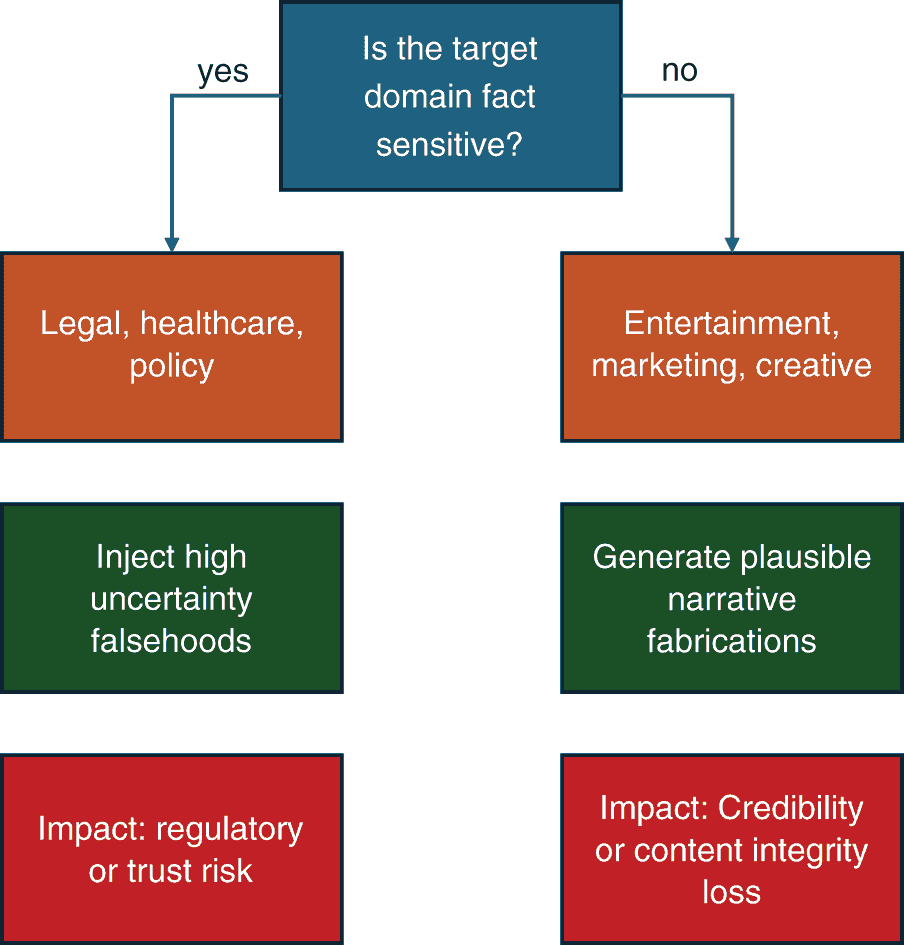 Is the target
domain fact
sensitive?
yes
no
Legal, healthcare,
policy
Entertainment,
marketing, creative
Inject high
uncertainty
falsehoods
Generate plausible
narrative
fabrications
Impact: regulatory
or trust risk
Impact: Credibility
or content integrity
loss